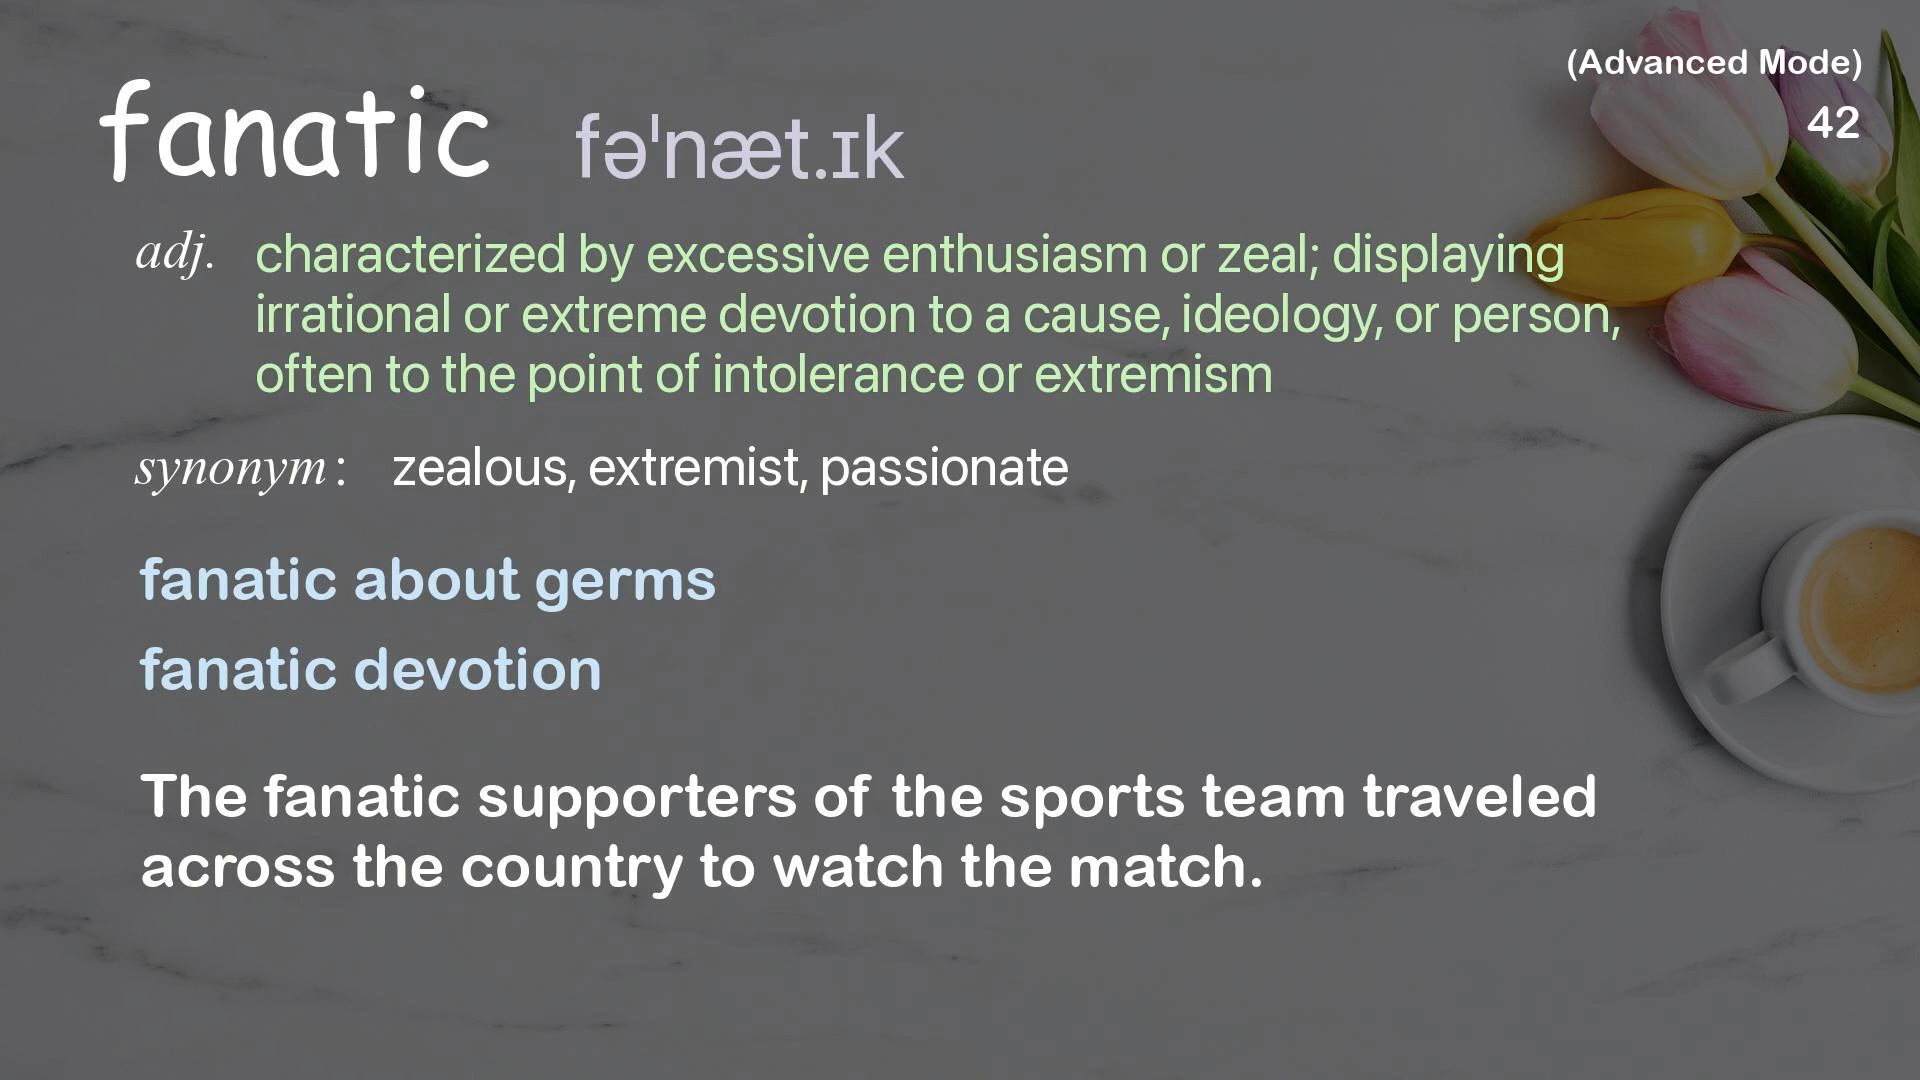 (Advanced Mode)
42
fanatic fəˈnæt.ɪk
adj. characterized by excessive enthusiasm or zeal; displaying
irrational or extreme devotion to a cause, ideology, or person,
often to the point of intolerance or extremism
synonym: zealous, extremist, passionate
fanatic about germs
fanatic devotion
The fanatic supporters of the sports team traveled
across the country to watch the match.